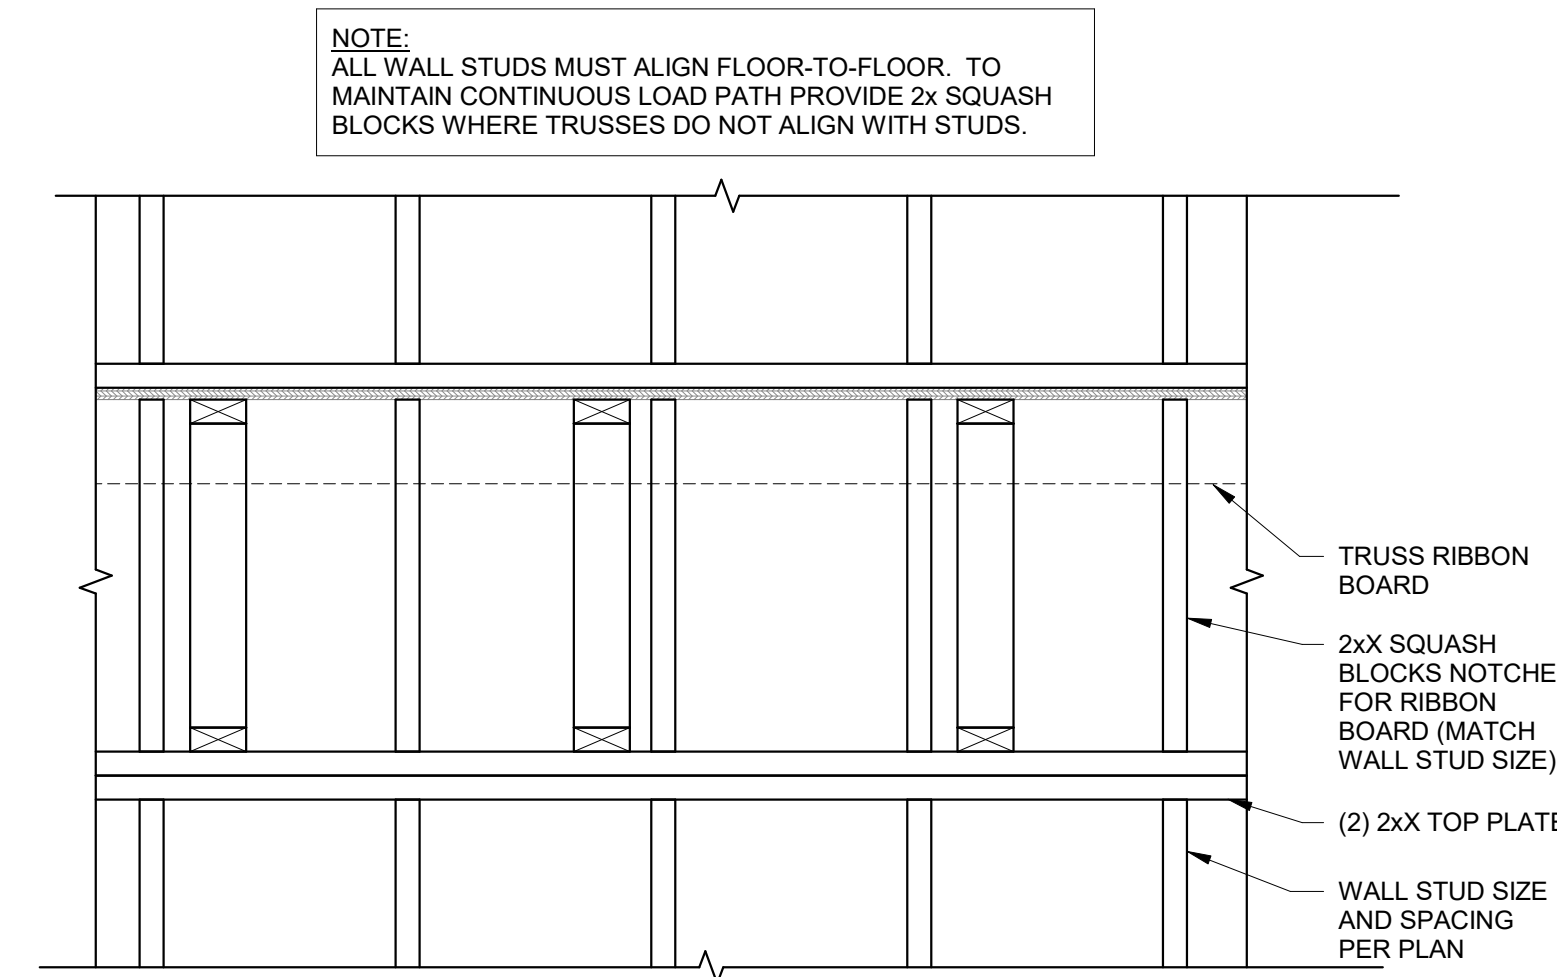 NOTE:
ALL WALL STUDS MUST ALIGN FLOOR-TO-FLOOR. TO
MAINTAIN CONTINUOUS LOAD PATH PROVIDE 2x SQUASH
BLOCKS WHERE TRUSSES DO NOT ALIGN WITH STUDS.
TRUSS RIBBON
BOARD
2xX SQUASH
BLOCKS NOTCHE
FOR RIBBON
BOARD (MATCH
WALL STUD SIZE)
(2) 2xX TOP PLATE
WALL STUD SIZE
AND SPACING
PER PLAN